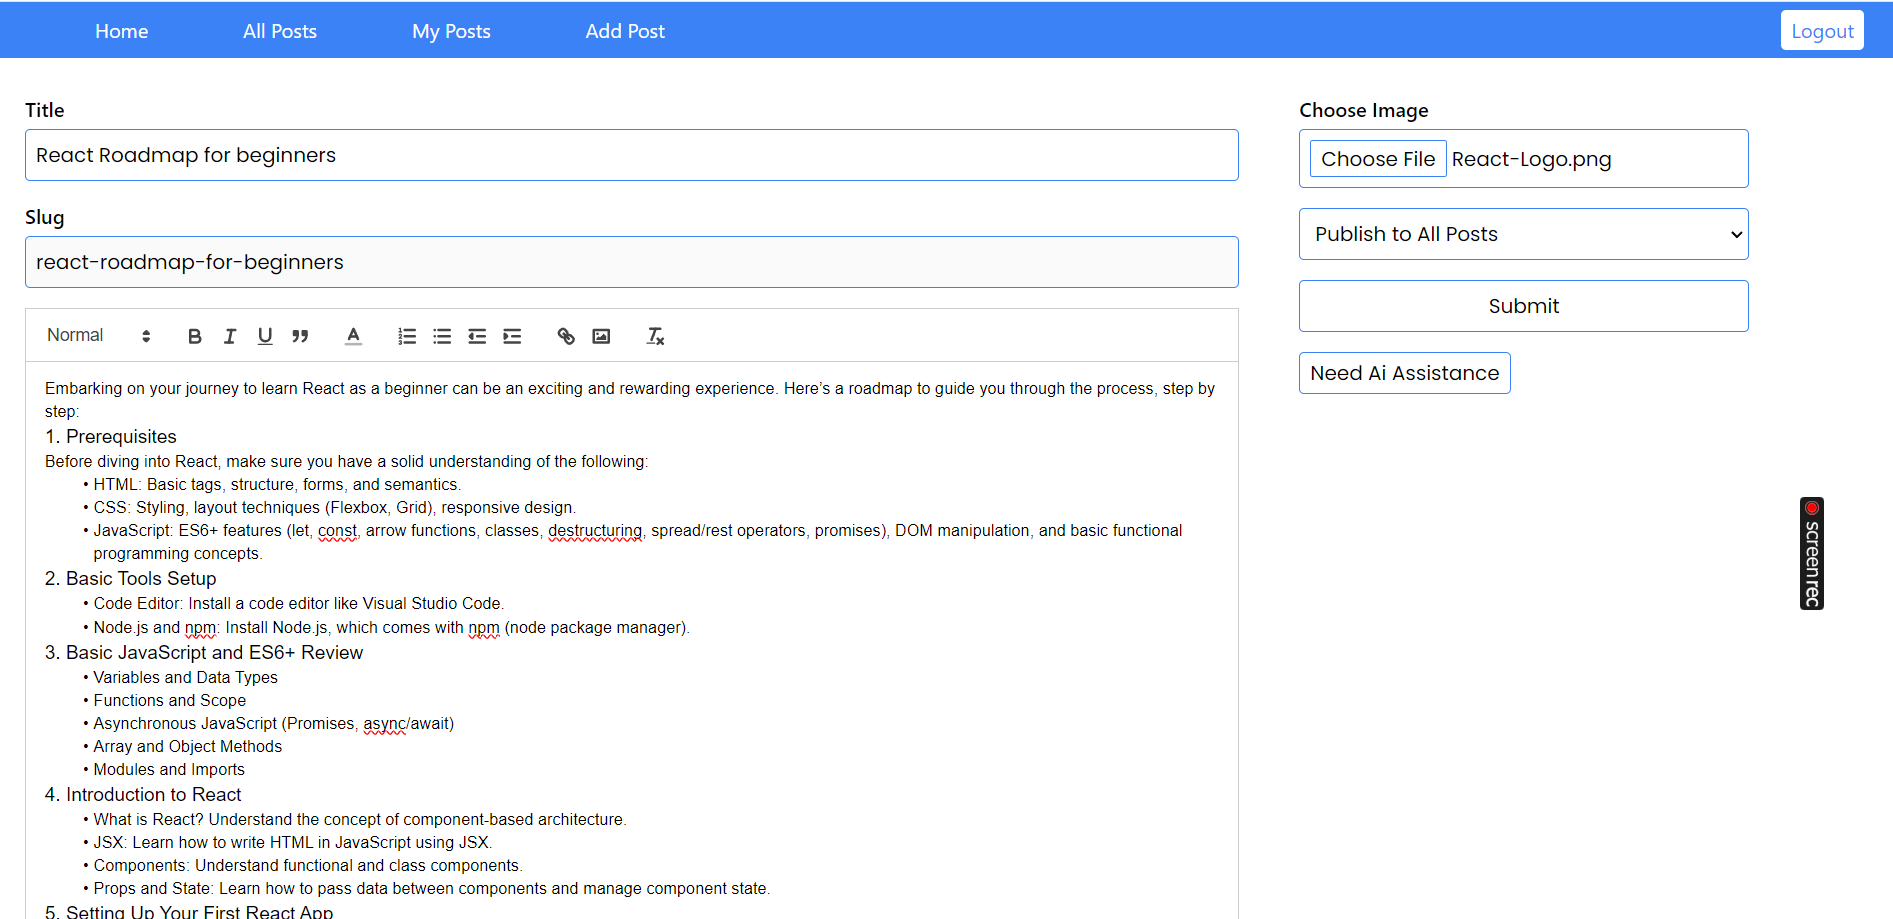 Home
All Posts
My Posts
Add Post
Logout
Title
React Roadmap for beginners
Slug
react-roadmap-for-beginners
Normal
Embarking on your journey to learn React as a beginner can be an exciting and rewarding experience. Here’s a roadmap to guide you through the process, step by
step:
1. Prerequisites
Before diving into React, make sure you have a solid understanding of the following:
• HTML: Basic tags, structure, forms, and semantics.
• CSS: Styling, layout techniques (Flexbox, Grid), responsive design.
• JavaScript: ES6+ features (let, const, arrow functions, classes, destructuring, spread/rest operators, promises), DOM manipulation, and basic functional
programming concepts.
2. Basic Tools Setup
• Code Editor: Install a code editor like Visual Studio Code.
• Node.js and npm: Install Node.js, which comes with npm (node package manager).
3. Basic JavaScript and ES6+ Review
• Variables and Data Types
• Functions and Scope
• Asynchronous JavaScript (Promises, async/await)
• Array and Object Methods
• Modules and Imports
4. Introduction to React
• What is React? Understand the concept of component-based architecture.
• JSX: Learn how to write HTML in JavaScript using JSX.
• Components: Understand functional and class components.
• Props and State: Learn how to pass data between components and manage component state.
5. Setting Up Your First React App
Choose Image
Choose File React-Logo.png
Publish to All Posts
Submit
Need Ai Assistance
screenrec